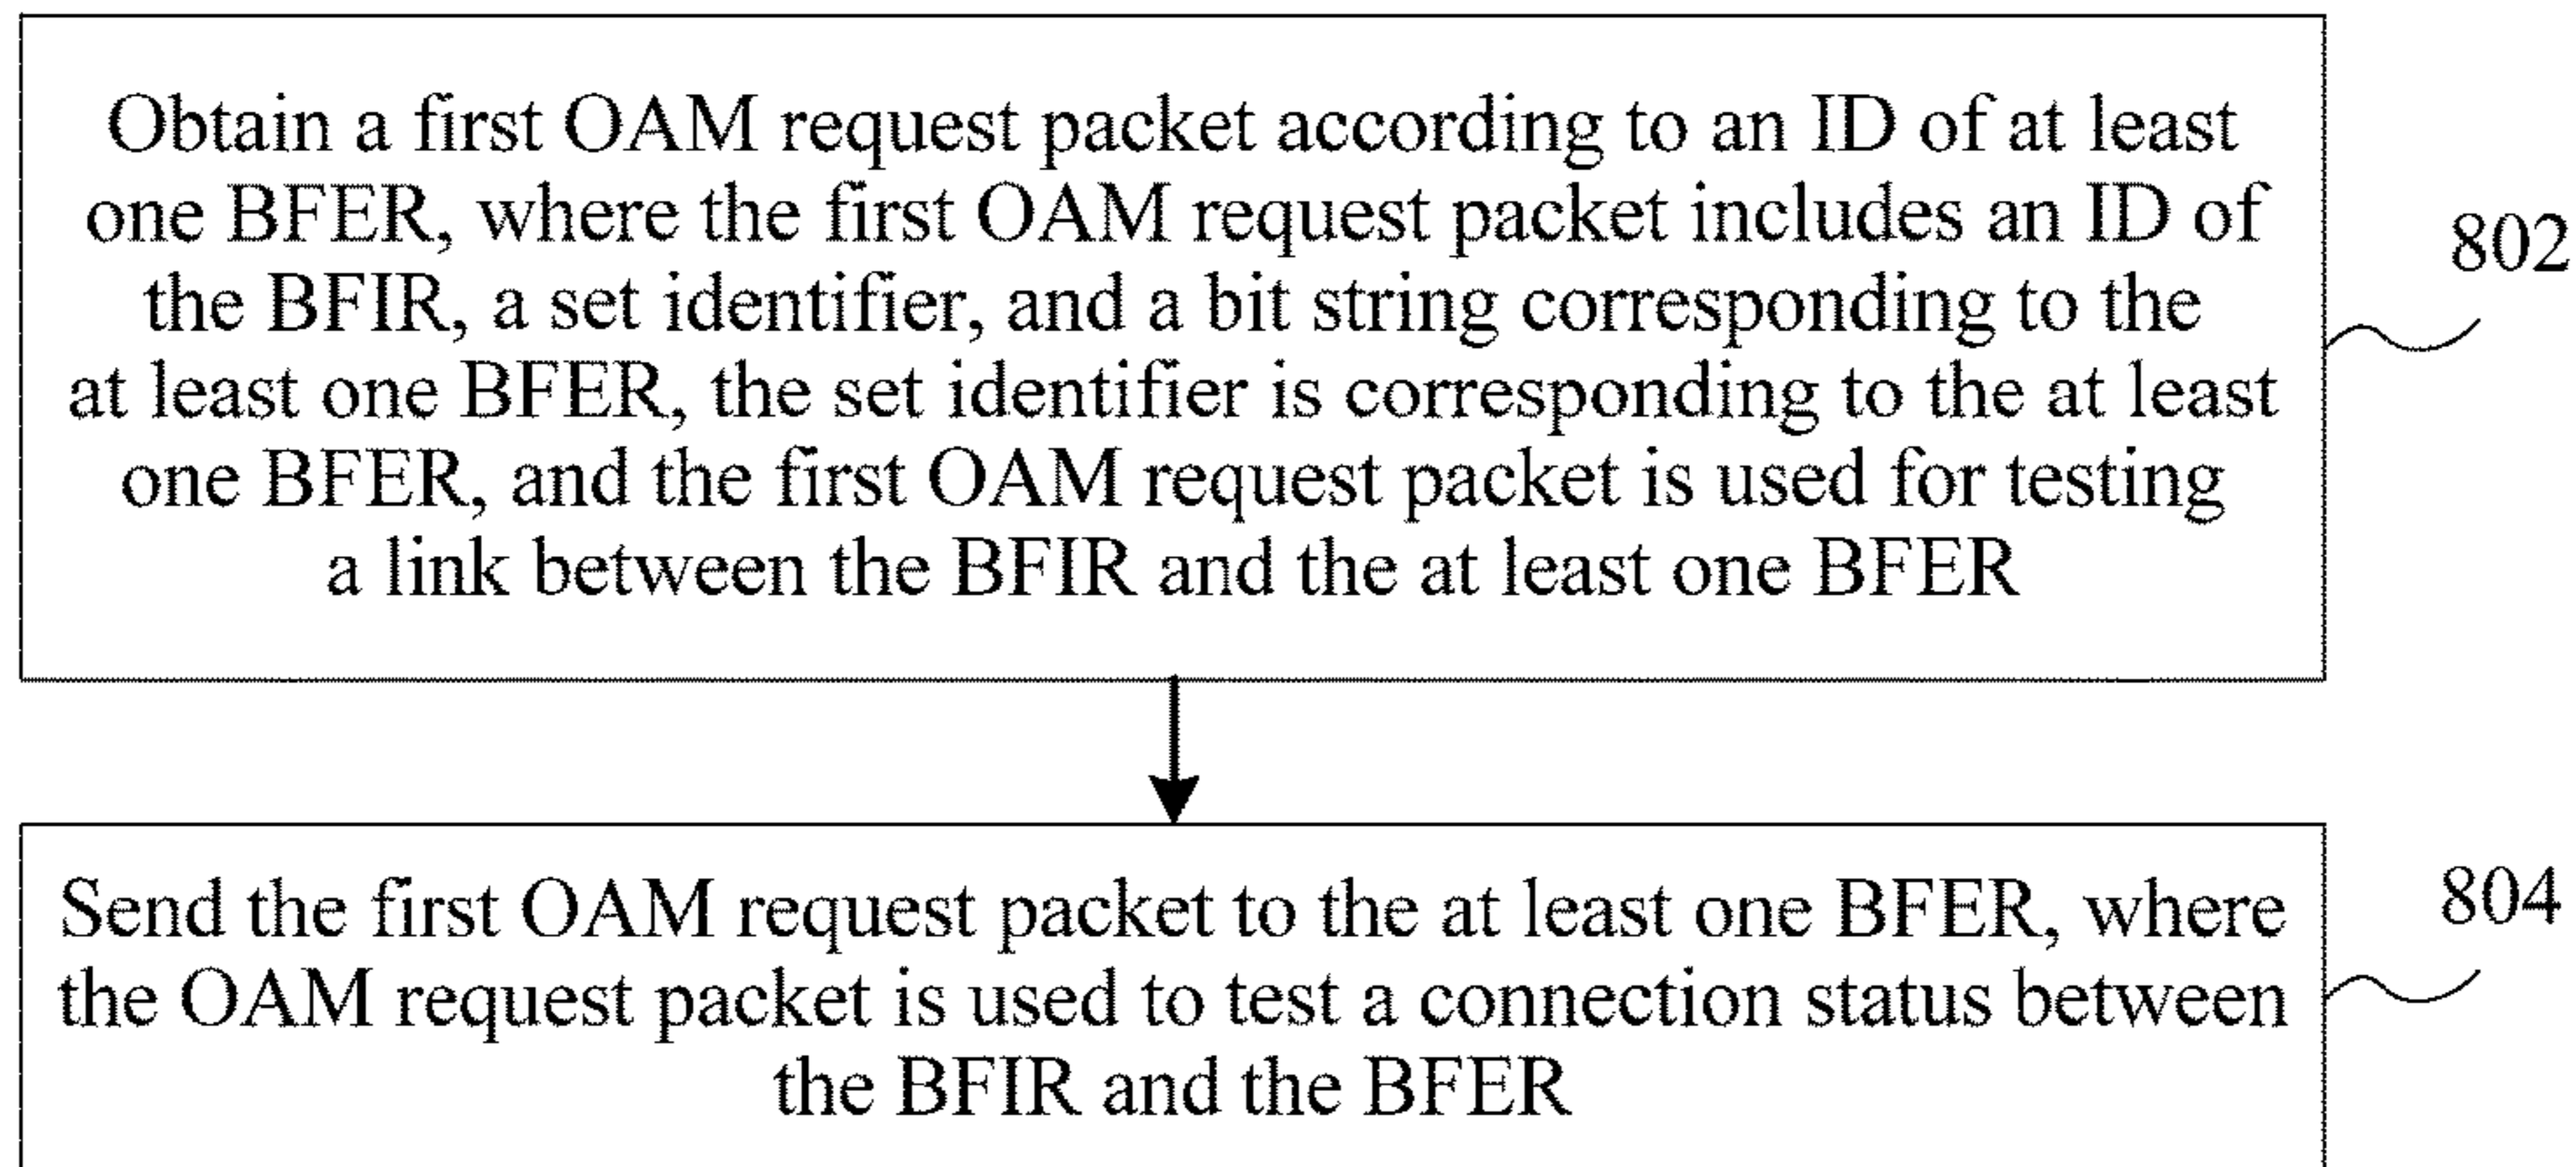 Obtain a first OAM request packet according to an ID of at least
one BFER, where the first OAM request packet includes an ID of
the BFIR, a set identifier, and a bit string corresponding to the
at least one BFER, the set identifier is corresponding to the at least
one BFER, and the first OAM request packet is used for testing
a link between the BFIR and the at least one BFER
802
Send the first OAM request packet to the at least one BFER, where
the OAM request packet is used to test a connection status between
the BFIR and the BFER
804